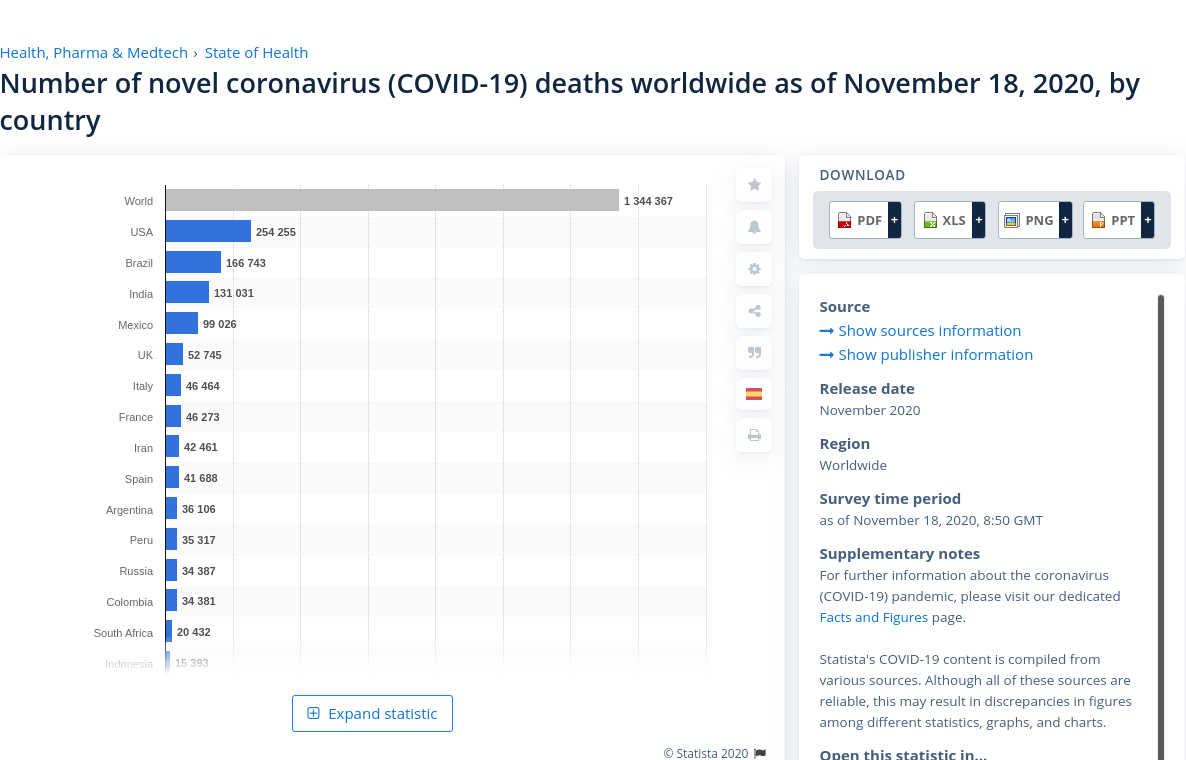 Health, Pharma & Medtech › State of Health
Number of novel coronavirus (COVID-19) deaths worldwide as of November 18, 2020, by
country
World 1 344 367
USA 254 255
Brazil 166 743
India 131 031
Mexico 99 026
UK 52 745
Italy 46 464
France 46 273
Iran 42 461
Spain 41 688
Argentina 36 106
Peru 35 317
Russia 34 387
Colombia 34 381
South Africa 20 432
Indonesia 15 393
Expand statistic
© Statista 2020
DOWNLOAD
PDF + XLS + PNG + PPT +
Source
Show sources information
Show publisher information
Release date
November 2020
Region
Worldwide
Survey time period
as of November 18, 2020, 8:50 GMT
Supplementary notes
For further information about the coronavirus
(COVID-19) pandemic, please visit our dedicated
Facts and Figures page.
Statista's COVID-19 content is compiled from
various sources. Although all of these sources are
reliable, this may result in discrepancies in figures
among different statistics, graphs, and charts.
Open this statistic in...